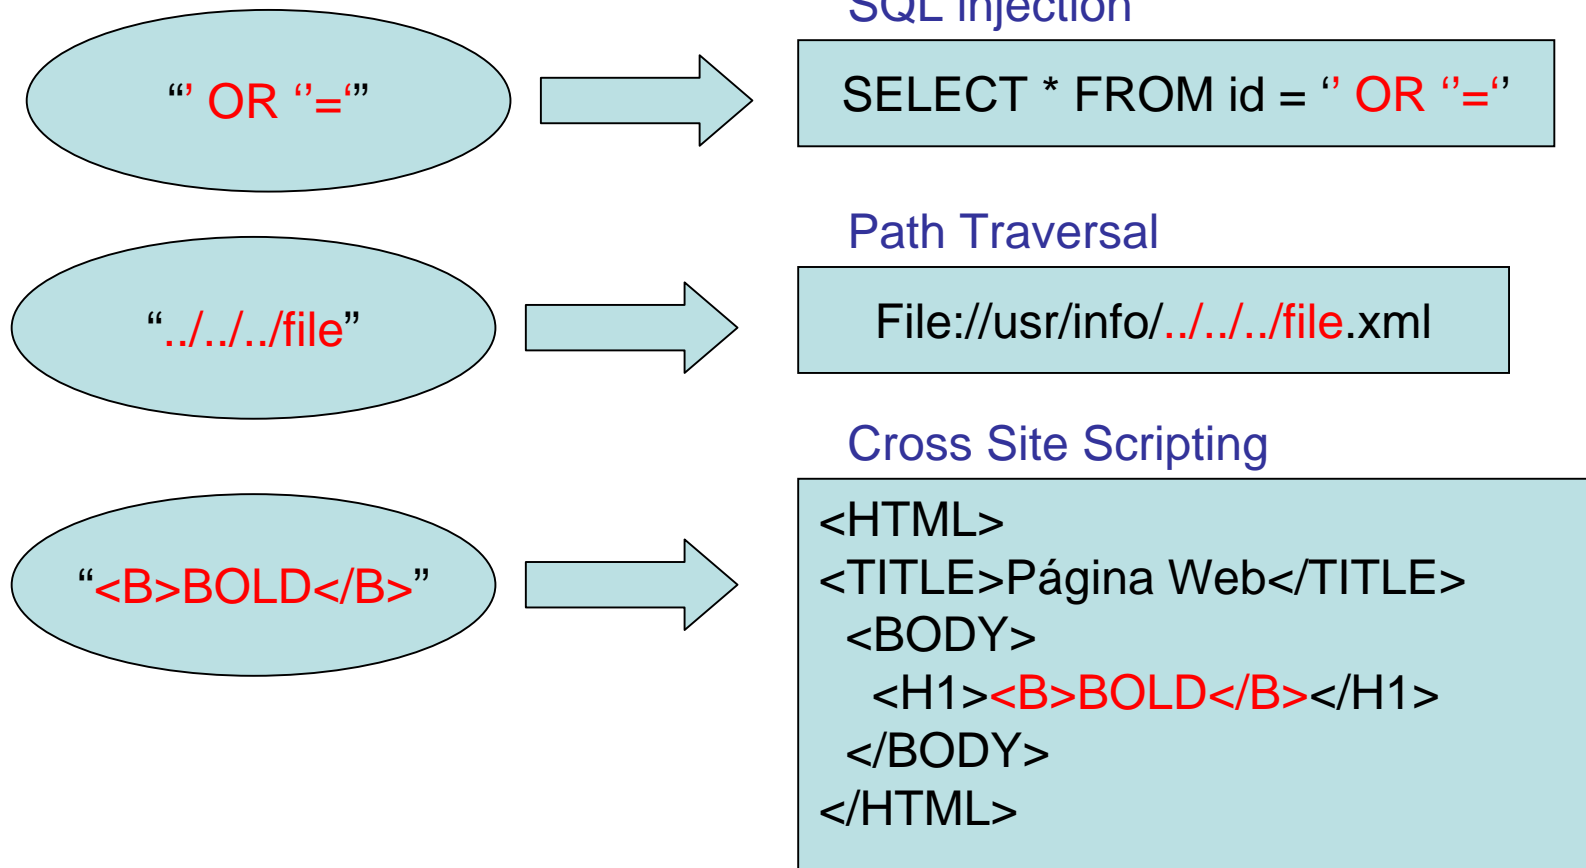 SQL Injection
“’ OR ‘’=‘”
SELECT * FROM id = ‘’ OR ‘’=‘’
Path Traversal
“../../../file”
File://usr/info/../../../file.xml
Cross Site Scripting
“<B>BOLD</B>”
<HTML>
<TITLE>Página Web</TITLE>
<BODY>
<H1><B>BOLD</B></H1>
</BODY>
</HTML>